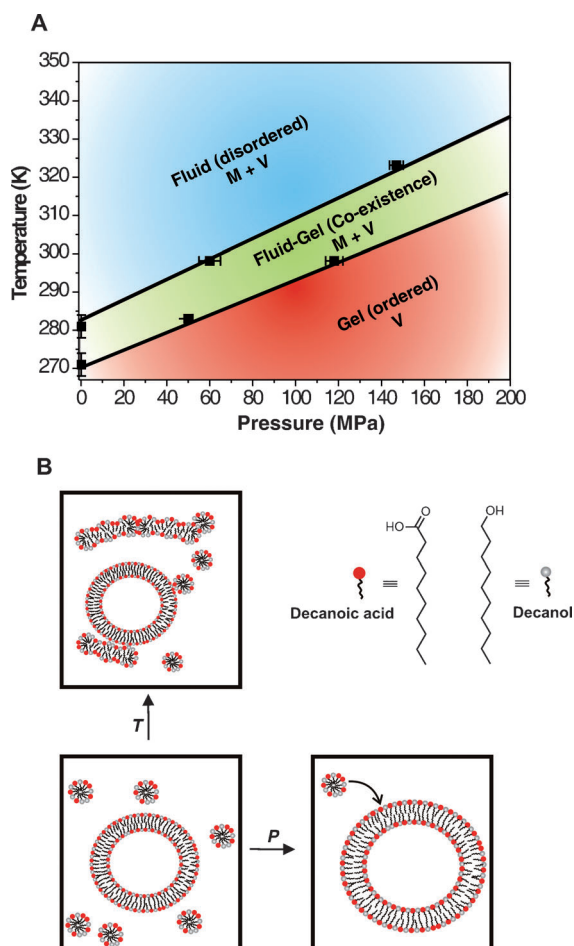 A
350
340
330
320
310
300
290
280
270
Temperature (K)
Fluid (disordered)
M + V
Fluid-Gel (Co-existence)
M + V
Gel (ordered)
V
0 20 40 60 80 100 120 140 160 180 200
Pressure (MPa)
B
HO
O
OH
≡
≡
Decanoic acid
Decanol
T
P